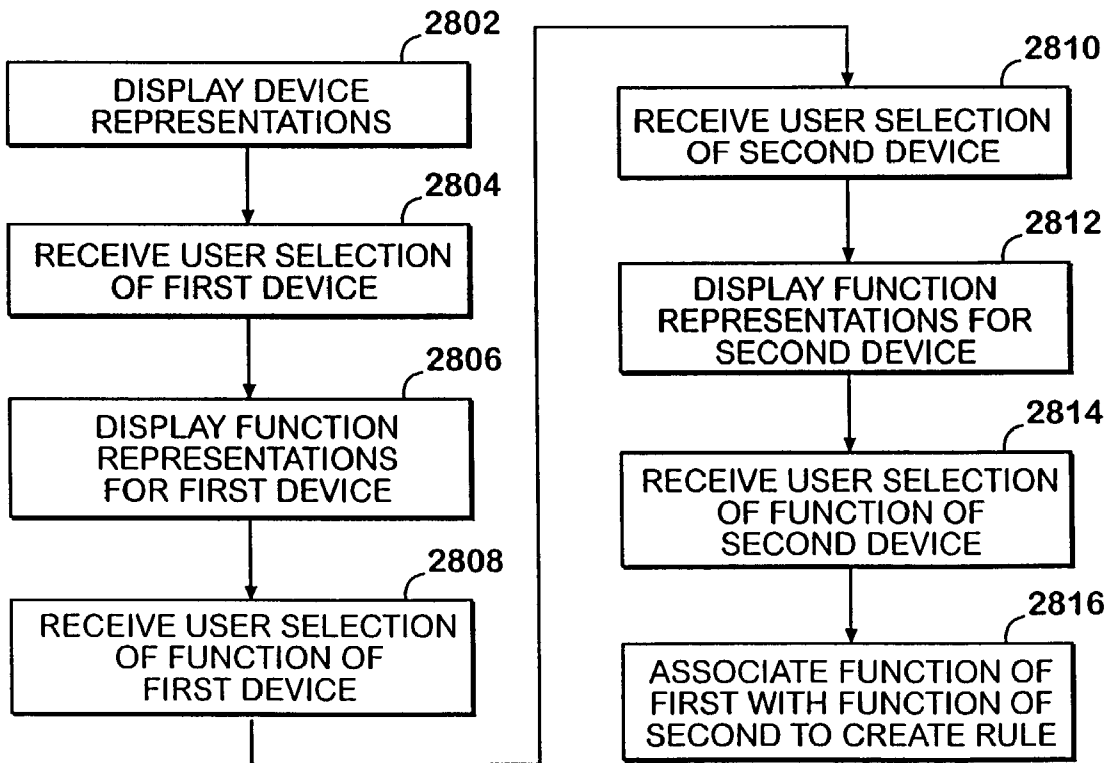 2802
DISPLAY DEVICE
REPRESENTATIONS
2804
RECEIVE USER SELECTION
OF FIRST DEVICE
2806
DISPLAY FUNCTION
REPRESENTATIONS
FOR FIRST DEVICE
2808
RECEIVE USER SELECTION
OF FUNCTION OF
FIRST DEVICE
2810
RECEIVE USER SELECTION
OF SECOND DEVICE
2812
DISPLAY FUNCTION
REPRESENTATIONS FOR
SECOND DEVICE
2814
RECEIVE USER SELECTION
OF FUNCTION OF
SECOND DEVICE
2816
ASSOCIATE FUNCTION OF
FIRST WITH FUNCTION OF
SECOND TO CREATE RULE